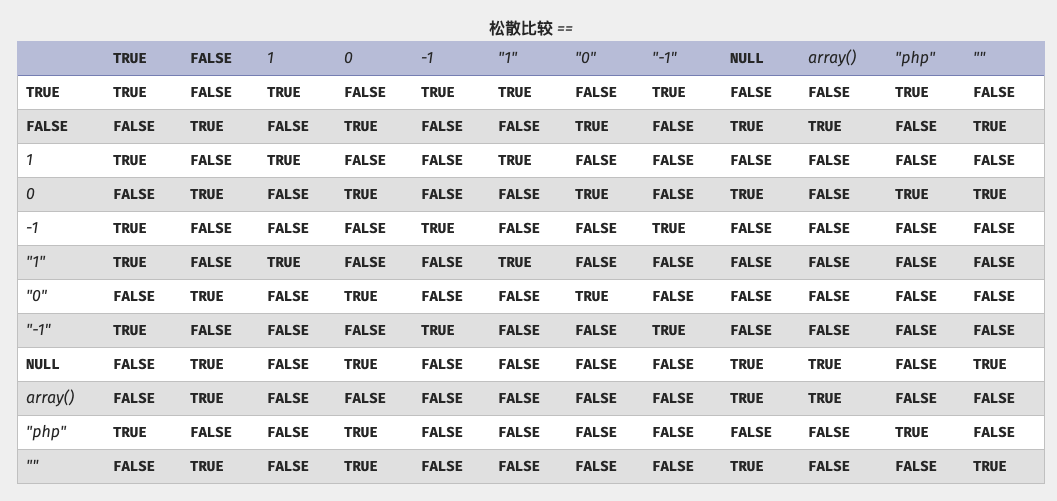 松散比较 ==
TRUE FALSE 1 0 -1 "1" "0" "-1" NULL array() "php" ""
TRUE TRUE FALSE TRUE FALSE TRUE TRUE FALSE TRUE FALSE FALSE TRUE FALSE
FALSE FALSE TRUE FALSE TRUE FALSE FALSE TRUE FALSE TRUE TRUE FALSE TRUE
1 TRUE FALSE TRUE FALSE FALSE TRUE FALSE FALSE FALSE FALSE FALSE FALSE
0 FALSE TRUE FALSE TRUE FALSE FALSE TRUE FALSE TRUE FALSE TRUE TRUE
-1 TRUE FALSE FALSE FALSE TRUE FALSE FALSE TRUE FALSE FALSE FALSE FALSE
"1" TRUE FALSE TRUE FALSE FALSE TRUE FALSE FALSE FALSE FALSE FALSE FALSE
"0" FALSE TRUE FALSE TRUE FALSE FALSE TRUE FALSE FALSE FALSE FALSE FALSE
"-1" TRUE FALSE FALSE FALSE TRUE FALSE FALSE TRUE FALSE FALSE FALSE FALSE
NULL FALSE TRUE FALSE TRUE FALSE FALSE FALSE FALSE TRUE TRUE FALSE TRUE
array() FALSE TRUE FALSE FALSE FALSE FALSE FALSE FALSE TRUE TRUE FALSE FALSE
"php" TRUE FALSE FALSE TRUE FALSE FALSE FALSE FALSE FALSE FALSE TRUE FALSE
"" FALSE TRUE FALSE TRUE FALSE FALSE FALSE FALSE TRUE FALSE FALSE TRUE